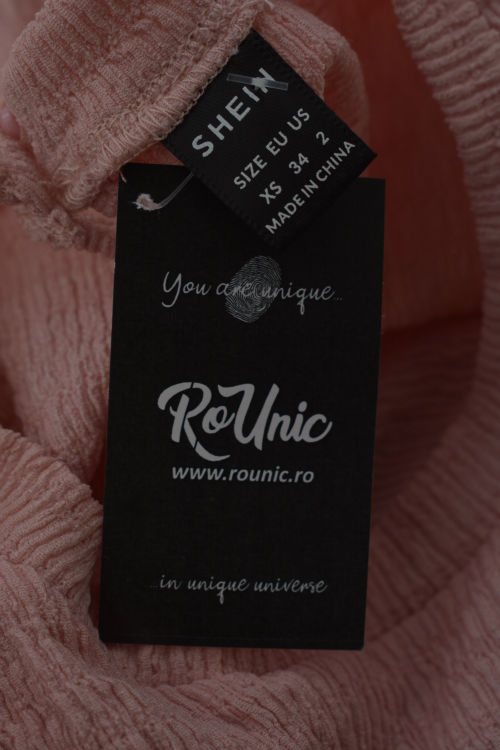 SHEIN
SIZE EU US
XS 34 2
MADE IN CHINA
You are unique...
RoUnic
www.rounic.ro
...in unique universe